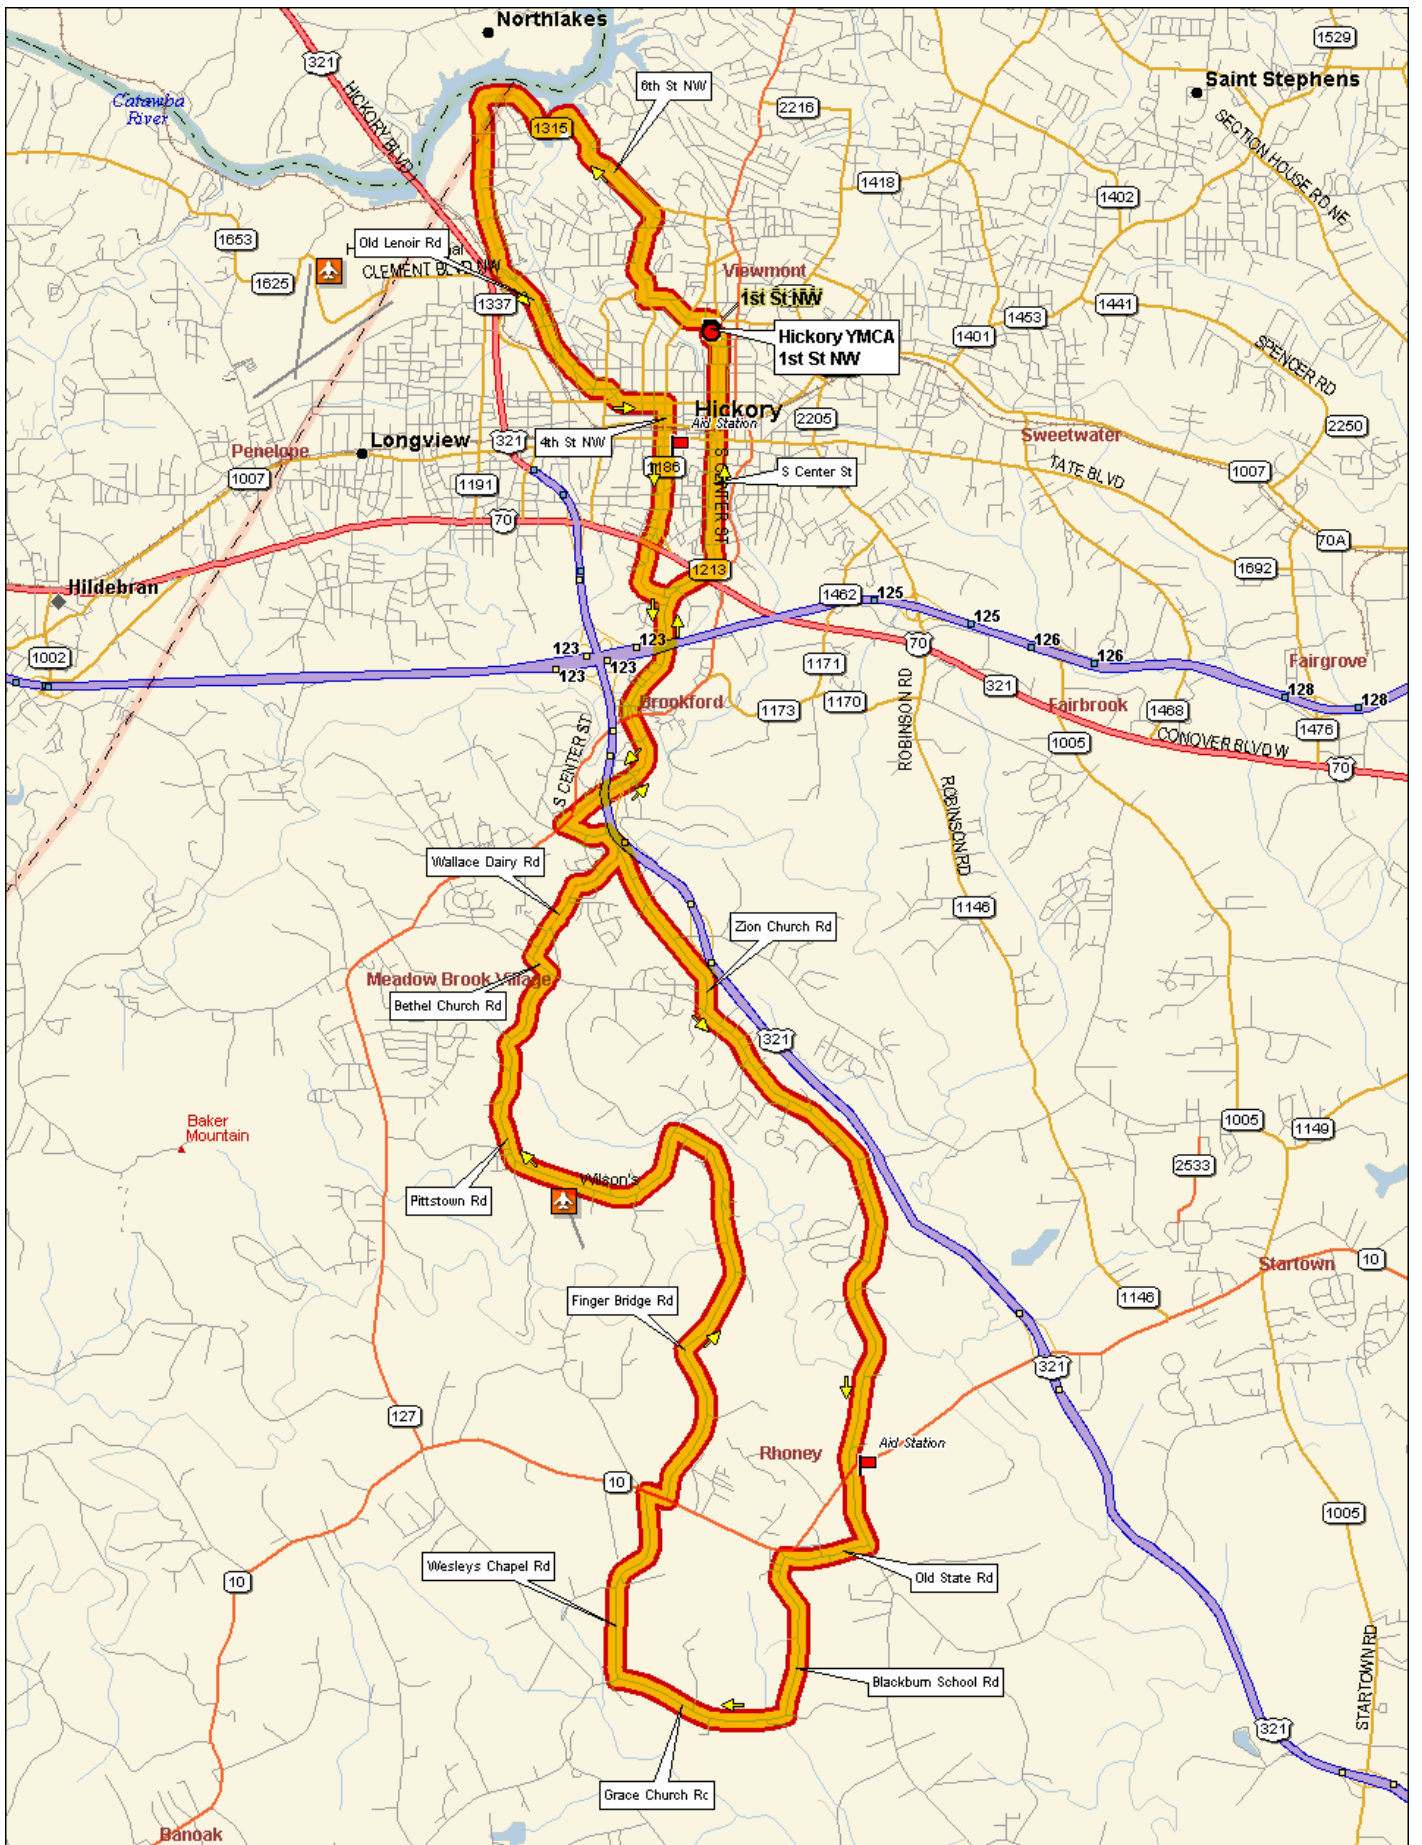 Northlakes
1529
321
Saint Stephens
6th St NW
Catawba
River
HICKORY BLVD
2216
1315
SECTION HOUSE RD NE
1418
1402
1653
Old Lenoir Rd
CLEMENT BLVD NW
Viewmont
1625
1st St NW
1337
1441
1453
Hickory YMCA
1st St NW
1401
SPENCER RD
Hickory
2205
Aid Station
2250
Longview
321
4th St NW
Sweetwater
Penelope
1007
1186
S Center St
TATE BLVD
1007
1191
S CENTER ST
70
70A
1213
1692
Hildebran
1462
125
125
123
123
126
1002
123
123
126
70
1171
Fairgrove
ROBINSON RD
321
128
128
Brookford
1173
1170
Fairbrook
1468
1476
S CENTER ST
1005
CONOVER BLVD W
70
ROBINSON RD
Wallace Dairy Rd
1146
Zion Church Rd
Meadow Brook Village
Bethel Church Rd
321
Baker
Mountain
1005
1149
2533
Wilson's
Pittstown Rd
Startown
10
Finger Bridge Rd
1146
321
127
Rhoney
Aid Station
10
1005
Wesleys Chapel Rd
10
Old State Rd
STARTOWN RD
Blackburn School Rd
321
Grace Church Rd
Banoak